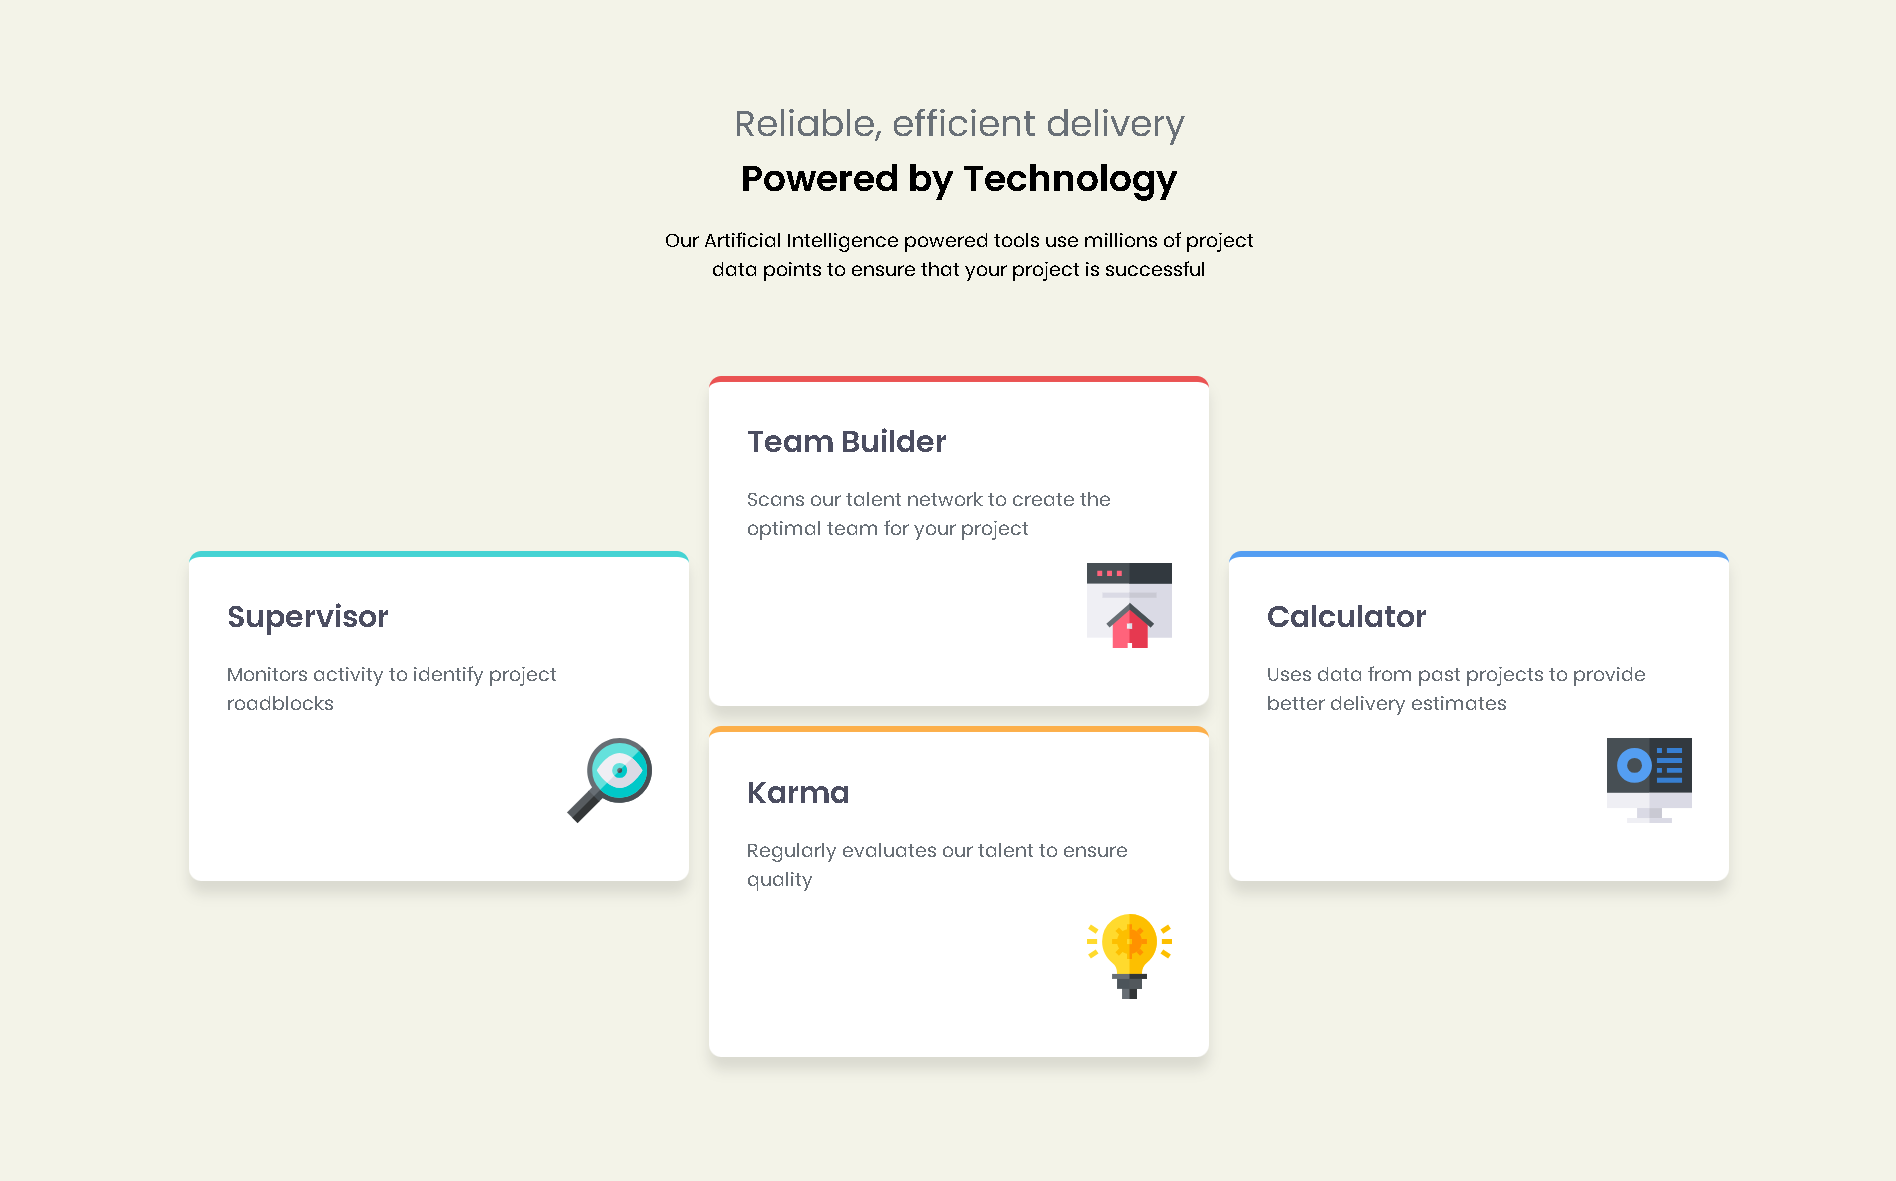 Reliable, efficient delivery
Powered by Technology
Our Artificial Intelligence powered tools use millions of project
data points to ensure that your project is successful
Supervisor
Monitors activity to identify project
roadblocks
Team Builder
Scans our talent network to create the
optimal team for your project
Karma
Regularly evaluates our talent to ensure
quality
Calculator
Uses data from past projects to provide
better delivery estimates